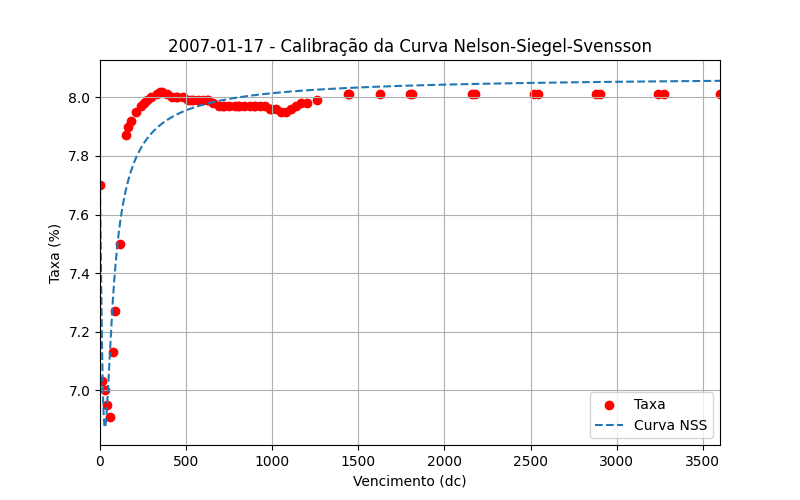 2007-01-17 - Calibração da Curva Nelson-Siegel-Svensson
Taxa (%)
8.0
7.8
7.6
7.4
7.2
7.0
Taxa
Curva NSS
0 500 1000 1500 2000 2500 3000 3500
Vencimento (dc)